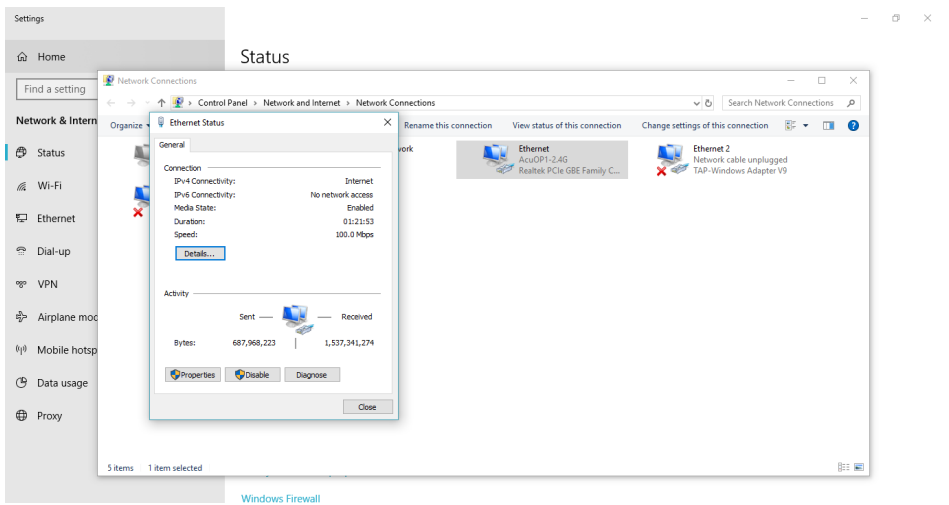 Settings
Home
Status
Find a setting
Network & Intern
Status
Wi-Fi
Ethernet
Dial-up
VPN
Airplane mod
Mobile hotsp
Data usage
Proxy
Network Connections
Control Panel > Network and Internet > Network Connections
Search Network Connections
Organize
Rename this connection
View status of this connection
Change settings of this connection
Ethernet
AcuOP1-2.4G
Realtek PCIe GBE Family C...
Ethernet 2
Network cable unplugged
TAP-Windows Adapter V9
Ethernet Status
General
Connection
IPv4 Connectivity: Internet
IPv6 Connectivity: No network access
Media State: Enabled
Duration: 01:21:53
Speed: 100.0 Mbps
Details...
Activity
Sent Received
Bytes: 687,968,223 1,537,341,274
Properties Disable Diagnose
Close
5 items 1 item selected
Windows Firewall